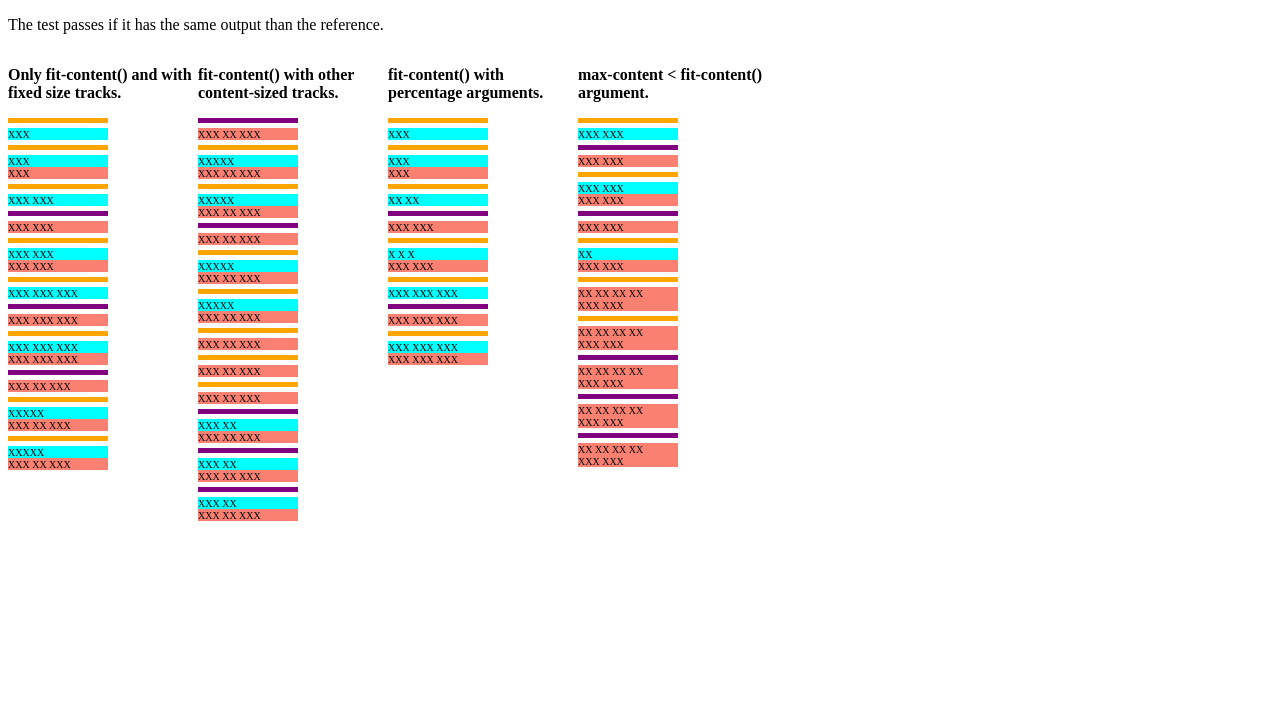 The test passes if it has the same output than the reference.
Only fit-content() and with
fixed size tracks.
XXX
XXX
XXX
XXX XXX
XXX XXX
XXX XXX
XXX XXX
XXX XXX XXX
XXX XXX XXX
XXX XXX XXX
XXX XXX XXX
XXX XX XXX
XXXXX
XXX XX XXX
XXXXX
XXX XX XXX
fit-content() with other
content-sized tracks.
XXX XX XXX
XXXXX
XXX XX XXX
XXXXX
XXX XX XXX
XXX XX XXX
XXXXX
XXX XX XXX
XXXXX
XXX XX XXX
XXX XX XXX
XXX XX XXX
XXX XX XXX
XXX XX
XXX XX XXX
XXX XX
XXX XX XXX
XXX XX
XXX XX XXX
fit-content() with
percentage arguments.
XXX
XXX
XXX
XX XX
XXX XXX
X X X
XXX XXX
XXX XXX XXX
XXX XXX XXX
XXX XXX XXX
XXX XXX XXX
max-content < fit-content()
argument.
XXX XXX
XXX XXX
XXX XXX
XXX XXX
XXX XXX
XX
XXX XXX
XX XX XX XX
XXX XXX
XX XX XX XX
XXX XXX
XX XX XX XX
XXX XXX
XX XX XX XX
XXX XXX
XX XX XX XX
XXX XXX